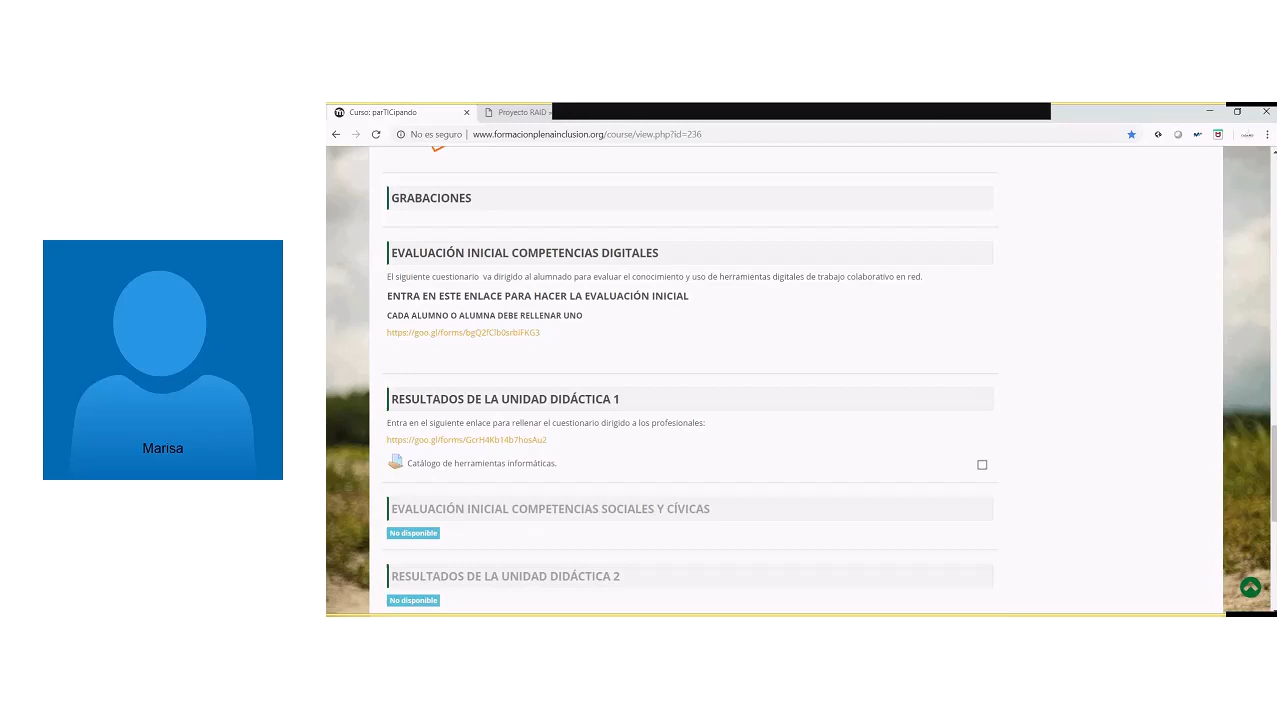 Curso: parTICipando
Proyecto RAID
No es seguro | www.formacionplenainclusion.org/course/view.php?id=236
GRABACIONES
EVALUACIÓN INICIAL COMPETENCIAS DIGITALES
El siguiente cuestionario va dirigido al alumnado para evaluar el conocimiento y uso de herramientas digitales de trabajo colaborativo en red.
ENTRA EN ESTE ENLACE PARA HACER LA EVALUACIÓN INICIAL
CADA ALUMNO O ALUMNA DEBE RELLENAR UNO
RESULTADOS DE LA UNIDAD DIDÁCTICA 1
Entra en el siguiente enlace para rellenar el cuestionario dirigido a los profesionales:
https://goo.gl/forms/GcrH4Kb14b7hosAu2
Catálogo de herramientas informáticas.
Marisa
EVALUACIÓN INICIAL COMPETENCIAS SOCIALES Y CÍVICAS
No disponible
RESULTADOS DE LA UNIDAD DIDÁCTICA 2
No disponible